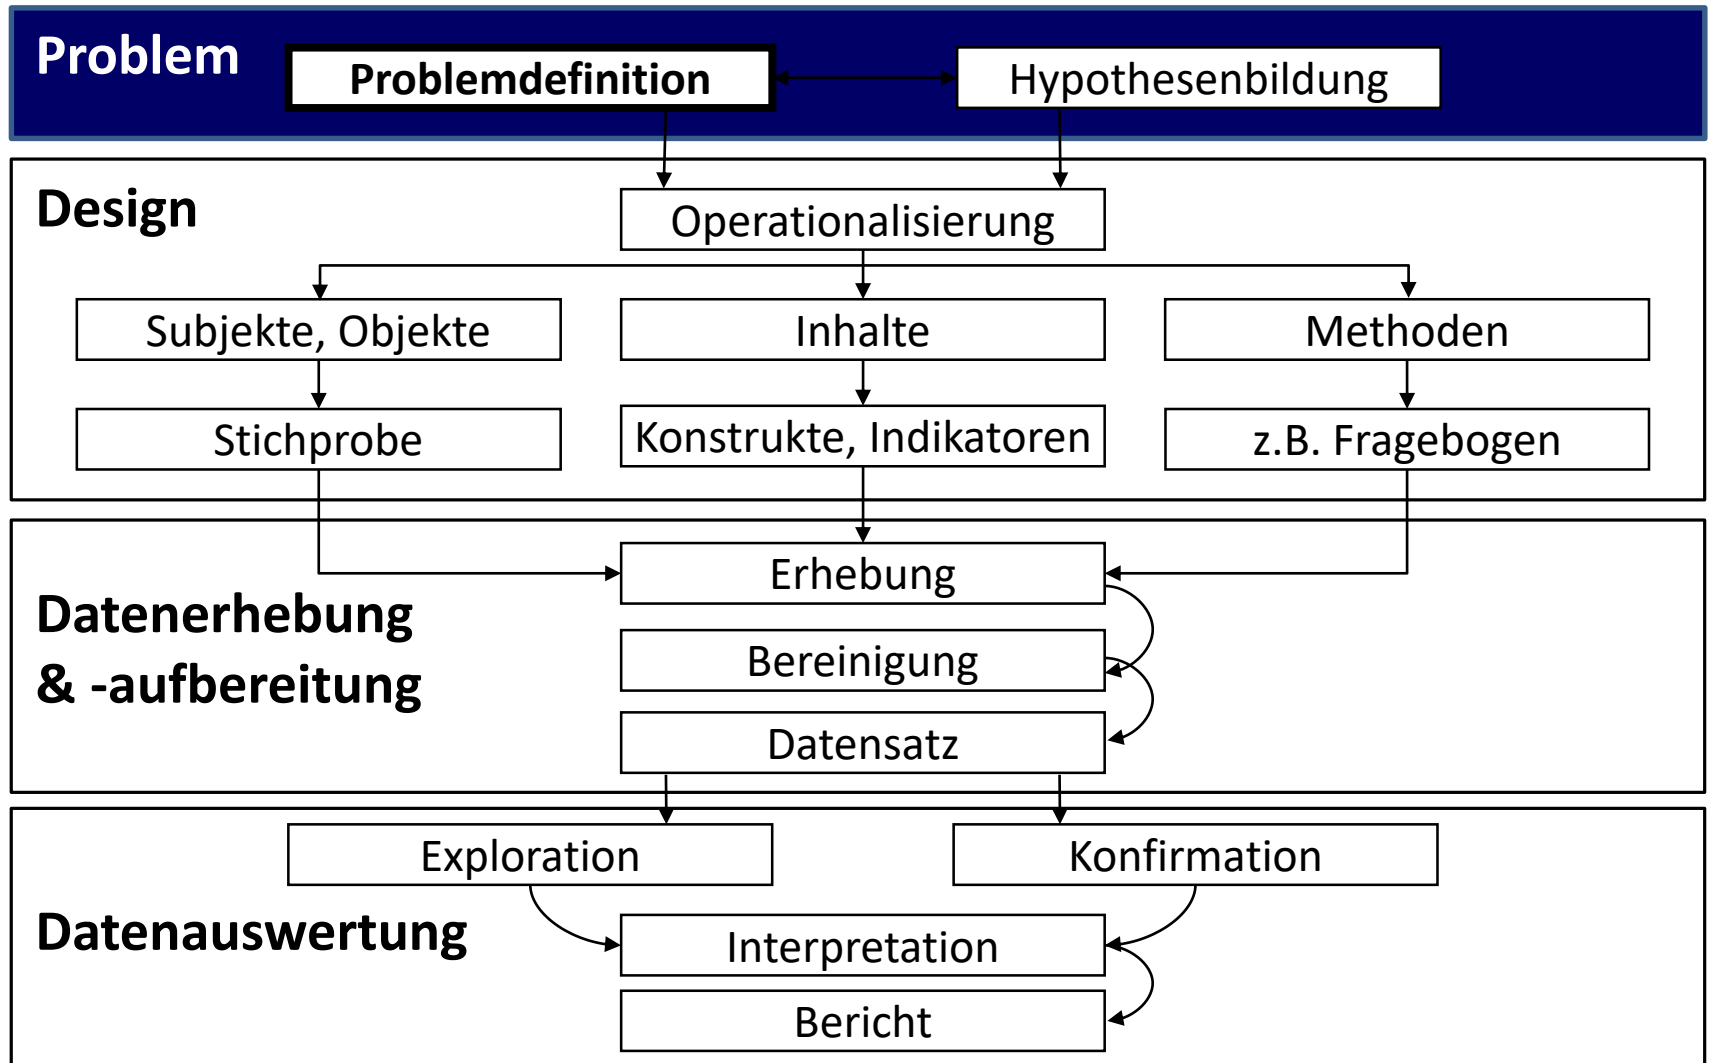 Problem
Problemdefinition
Hypothesenbildung
Design
Operationalisierung
Subjekte, Objekte
Inhalte
Methoden
Stichprobe
Konstrukte, Indikatoren
z.B. Fragebogen
Datenerhebung
& -aufbereitung
Erhebung
Bereinigung
Datensatz
Datenauswertung
Exploration
Konfirmation
Interpretation
Bericht